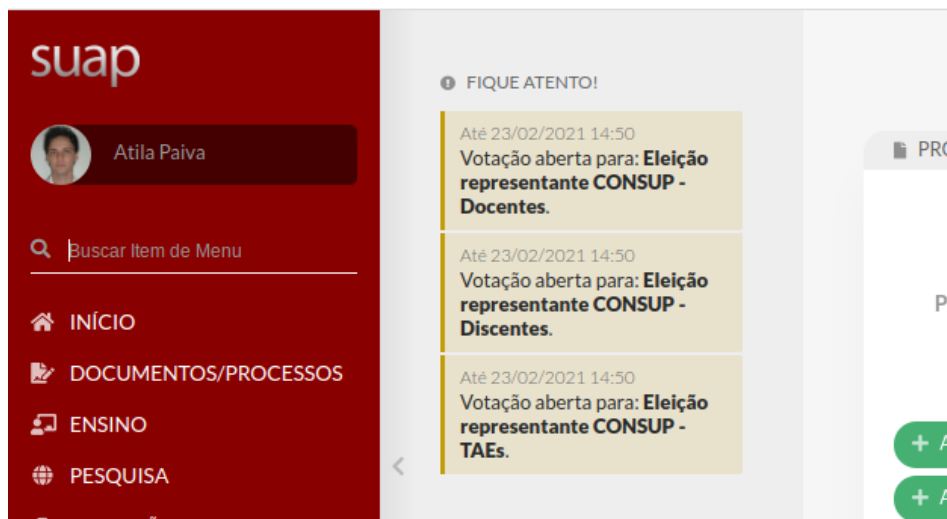 suap
Atila Paiva
Buscar Item de Menu
INÍCIO
DOCUMENTOS/PROCESSOS
ENSINO
PESQUISA
FIQUE ATENTO!
Até 23/02/2021 14:50
Votação aberta para: Eleição
representante CONSUP -
Docentes.
Até 23/02/2021 14:50
Votação aberta para: Eleição
representante CONSUP -
Discentes.
Até 23/02/2021 14:50
Votação aberta para: Eleição
representante CONSUP -
TAEs.